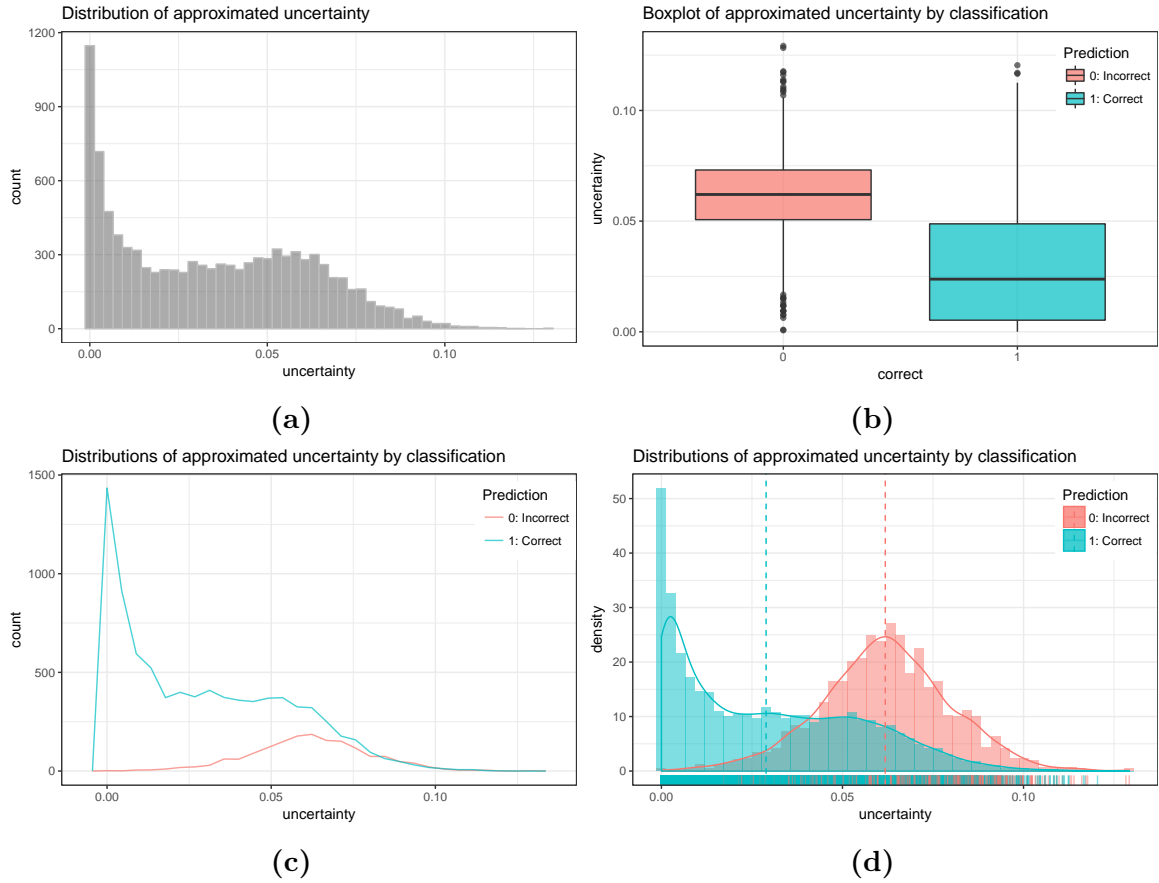 Distribution of approximated uncertainty
1200
900
600
300
0
count
0.00
0.05
0.10
uncertainty
(a)
Boxplot of approximated uncertainty by classification
0.10
0.05
0.00
uncertainty
Prediction
0: Incorrect
1: Correct
0
1
correct
(b)
Distributions of approximated uncertainty by classification
1500
1000
500
0
count
Prediction
0: Incorrect
1: Correct
0.00
0.05
0.10
uncertainty
(c)
Distributions of approximated uncertainty by classification
50
40
30
20
10
0
density
Prediction
0: Incorrect
1: Correct
0.00
0.05
0.10
uncertainty
(d)